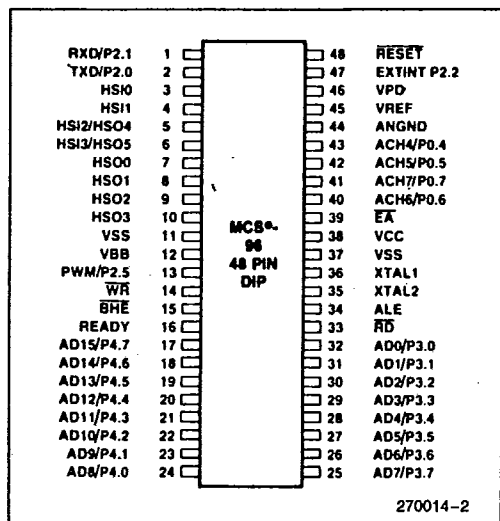 RXD/P2.1 1 48 RESET
TXD/P2.0 2 47 EXTINT P2.2
HSI0 3 46 VPD
HSI1 4 45 VREF
HSI2/HSO4 5 44 ANGND
HSI3/HSO5 6 43 ACH4/P0.4
HSO0 7 42 ACH5/P0.5
HSO1 8 41 ACH7/P0.7
HSO2 9 40 ACH6/P0.6
HSO3 10 39 EA
VSS 11 MCS®- 38 VCC
VBB 12 96 37 VSS
PWM/P2.5 13 48 PIN 36 XTAL1
WR 14 DIP 35 XTAL2
BHE 15 34 ALE
READY 16 33 RD
AD15/P4.7 17 32 AD0/P3.0
AD14/P4.6 18 31 AD1/P3.1
AD13/P4.5 19 30 AD2/P3.2
AD12/P4.4 20 29 AD3/P3.3
AD11/P4.3 21 28 AD4/P3.4
AD10/P4.2 22 27 AD5/P3.5
AD9/P4.1 23 26 AD6/P3.6
AD8/P4.0 24 25 AD7/P3.7
270014-2